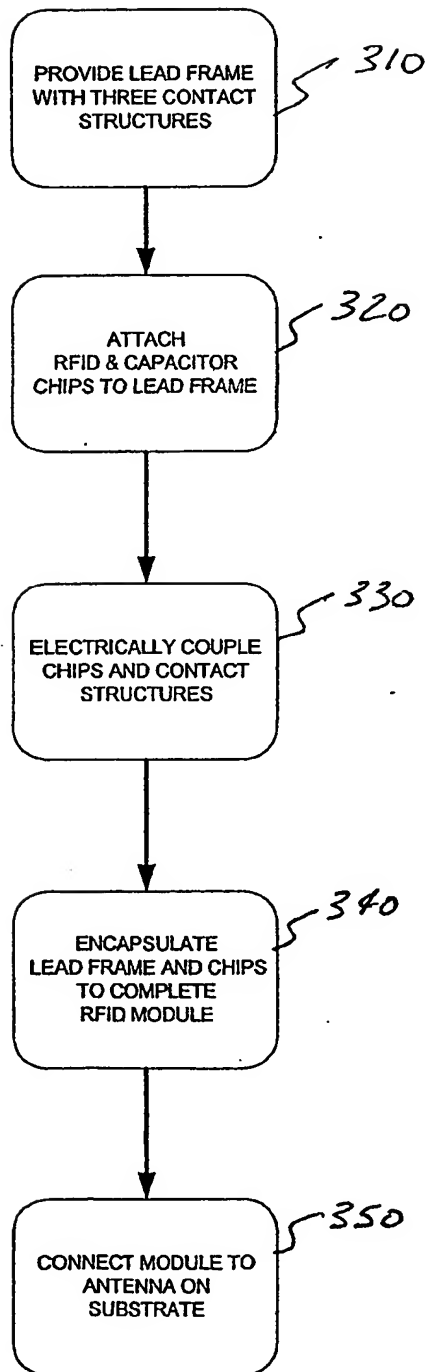 PROVIDE LEAD FRAME
WITH THREE CONTACT
STRUCTURES
310
ATTACH
RFID & CAPACITOR
CHIPS TO LEAD FRAME
320
ELECTRICALLY COUPLE
CHIPS AND CONTACT
STRUCTURES
330
ENCAPSULATE
LEAD FRAME AND CHIPS
TO COMPLETE
RFID MODULE
340
CONNECT MODULE TO
ANTENNA ON
SUBSTRATE
350